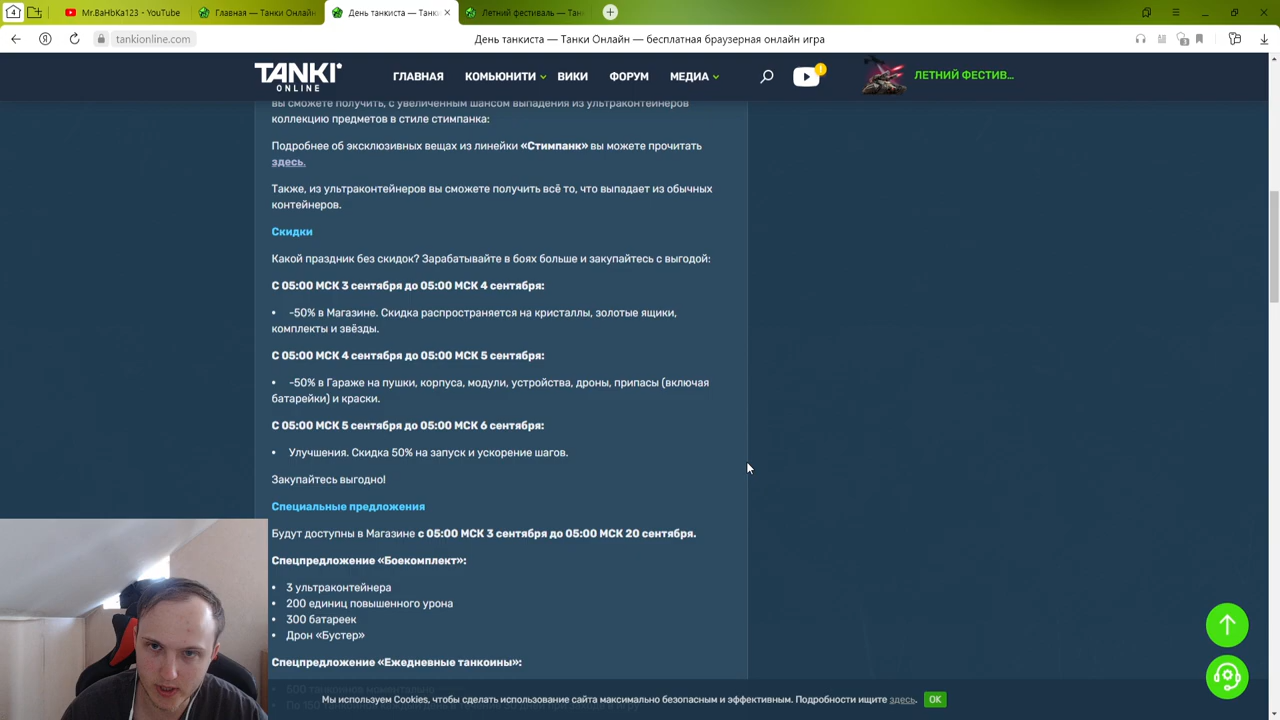 Mr.BaHbKa123 - YouTube
Главная — Танки Онлайн
День танкиста — Танки
Летний фестиваль — Танки
tankionline.com
День танкиста — Танки Онлайн — бесплатная браузерная онлайн игра
TANKI ONLINE
ГЛАВНАЯ
КОМЬЮНИТИ
ВИКИ
ФОРУМ
МЕДИА
ЛЕТНИЙ ФЕСТИВ...
вы сможете получить, с увеличенным шансом выпадения из ультраконтейнеров
коллекцию предметов в стиле стимпанка:
Подробнее об эксклюзивных вещах из линейки «Стимпанк» вы можете прочитать
здесь.
Также, из ультраконтейнеров вы сможете получить всё то, что выпадает из обычных
контейнеров.
Скидки
Какой праздник без скидок? Зарабатывайте в боях больше и закупайтесь с выгодой:
С 05:00 МСК 3 сентября до 05:00 МСК 4 сентября:
• -50% в Магазине. Скидка распространяется на кристаллы, золотые ящики,
комплекты и звёзды.
С 05:00 МСК 4 сентября до 05:00 МСК 5 сентября:
• -50% в Гараже на пушки, корпуса, модули, устройства, дроны, припасы (включая
батарейки) и краски.
С 05:00 МСК 5 сентября до 05:00 МСК 6 сентября:
• Улучшения. Скидка 50% на запуск и ускорение шагов.
Закупайтесь выгодно!
Специальные предложения
Будут доступны в Магазине с 05:00 МСК 3 сентября до 05:00 МСК 20 сентября.
Спецпредложение «Боекомплект»:
• 3 ультраконтейнера
• 200 единиц повышенного урона
• 300 батареек
• Дрон «Бустер»
Спецпредложение «Ежедневные танкоины»:
Мы используем Cookies, чтобы сделать использование сайта максимально безопасным и эффективным. Подробности ищите здесь.
OK